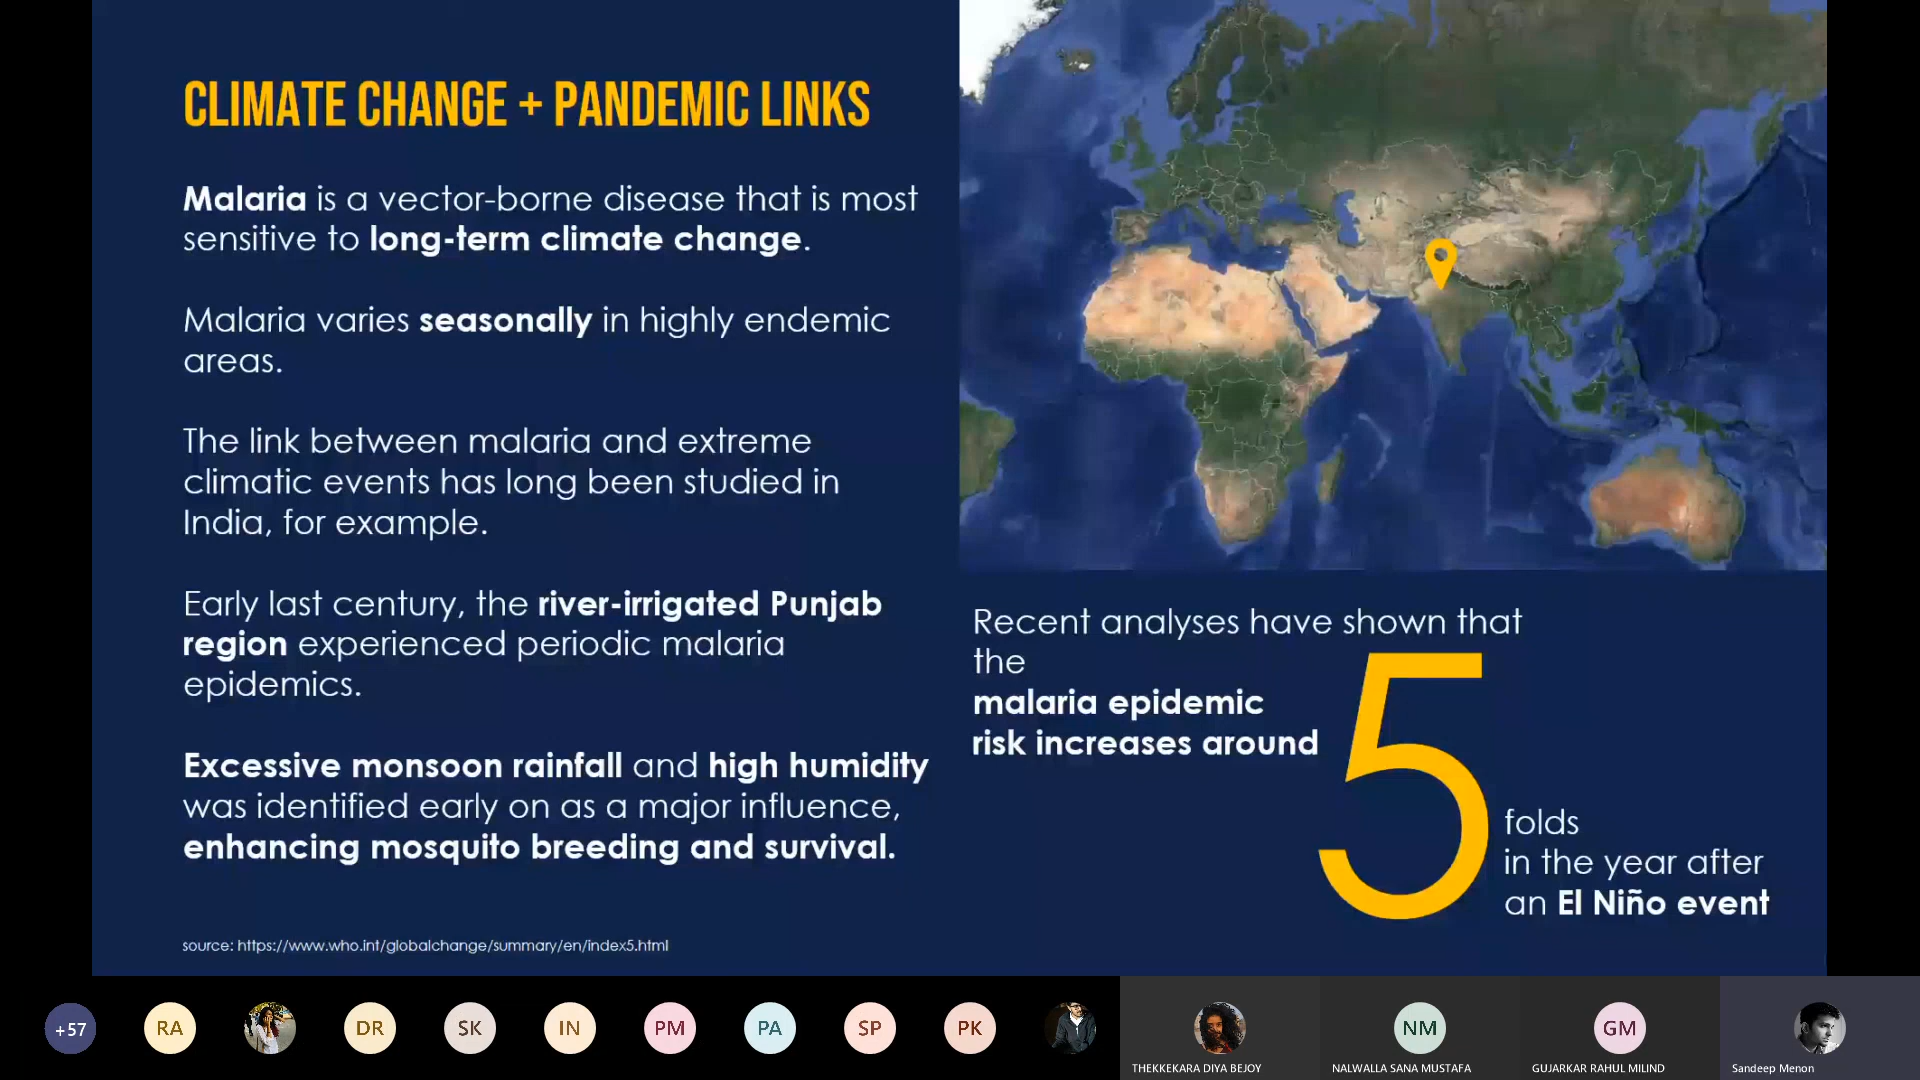 CLIMATE CHANGE + PANDEMIC LINKS
Malaria is a vector-borne disease that is most
sensitive to long-term climate change.
Malaria varies seasonally in highly endemic
areas.
The link between malaria and extreme
climatic events has long been studied in
India, for example.
Early last century, the river-irrigated Punjab
region experienced periodic malaria
epidemics.
Excessive monsoon rainfall and high humidity
was identified early on as a major influence,
enhancing mosquito breeding and survival.
source: https://www.who.int/globalchange/summary/en/index5.html
Recent analyses have shown that
the
malaria epidemic
risk increases around
5
folds
in the year after
an El Niño event
+57
RA
DR
SK
IN
PM
PA
SP
PK
THEKKEKARA DIYA BEJOY
NM
NALWALLA SANA MUSTAFA
GM
GUJARKAR RAHUL MILIND
Sandeep Menon